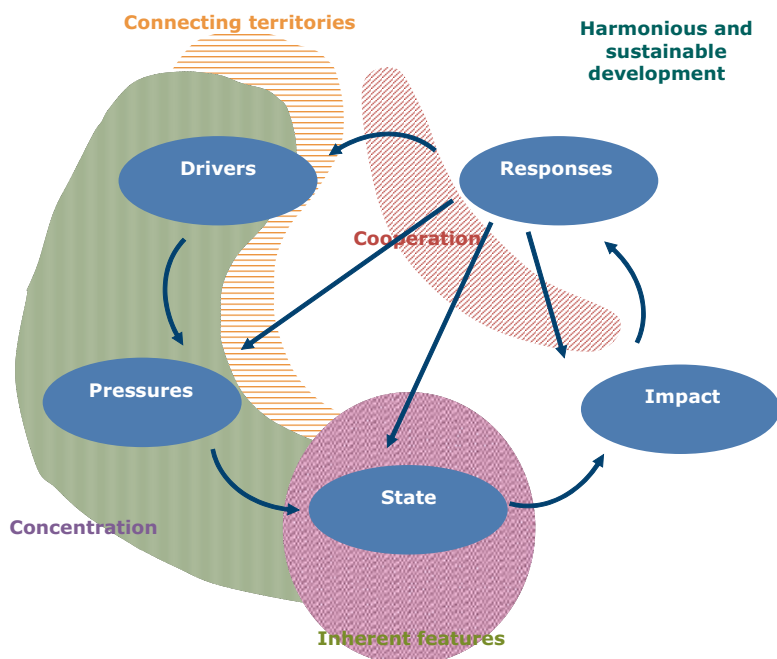 Connecting territories
Harmonious and
sustainable
development
Drivers
Responses
Cooperation
Pressures
Impact
State
Concentration
Inherent features